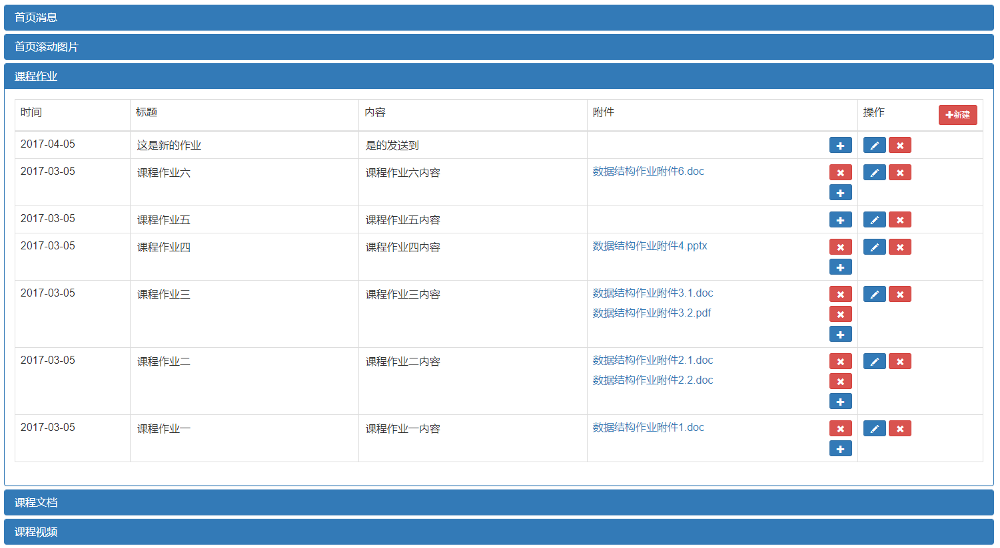 首页消息
首页滚动图片
课程作业
时间 标题 内容 附件 操作 新建
2017-04-05 这是新的作业 是的发送到
2017-03-05 课程作业六 课程作业六内容 数据结构作业附件6.doc
2017-03-05 课程作业五 课程作业五内容
2017-03-05 课程作业四 课程作业四内容 数据结构作业附件4.pptx
2017-03-05 课程作业三 课程作业三内容 数据结构作业附件3.1.doc
数据结构作业附件3.2.pdf
2017-03-05 课程作业二 课程作业二内容 数据结构作业附件2.1.doc
数据结构作业附件2.2.doc
2017-03-05 课程作业一 课程作业一内容 数据结构作业附件1.doc
课程文档
课程视频